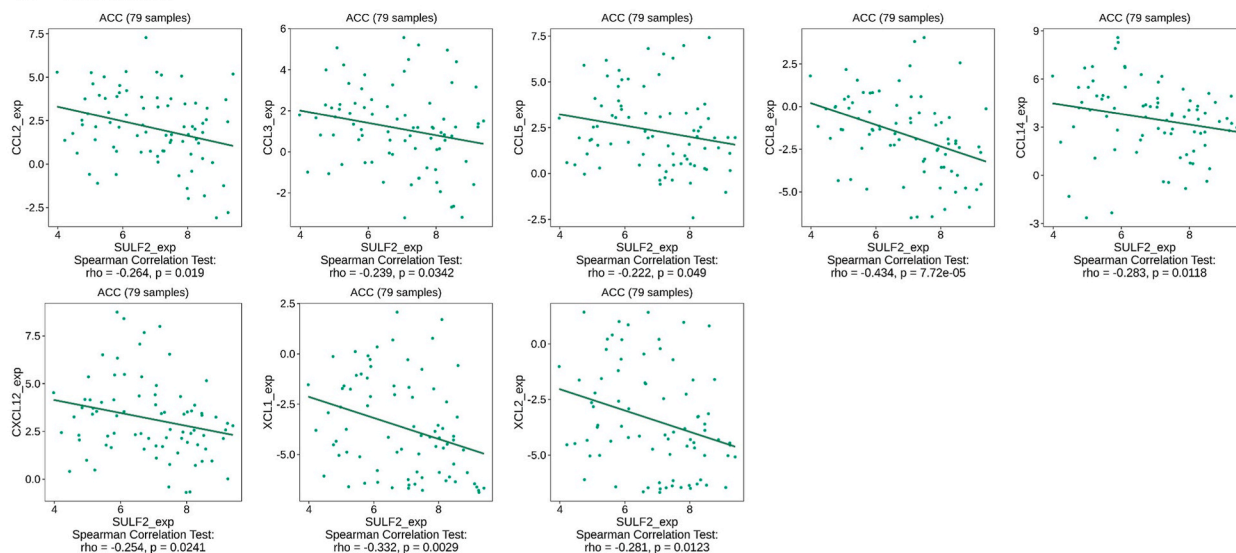 ACC (79 samples)
CCL2_exp
7.5
5.0
2.5
0.0
-2.5
4
6
8
SULF2_exp
Spearman Correlation Test:
rho = -0.264, p = 0.019
ACC (79 samples)
CCL3_exp
6
4
2
0
-2
4
6
8
SULF2_exp
Spearman Correlation Test:
rho = -0.239, p = 0.0342
ACC (79 samples)
CCL5_exp
7.5
5.0
2.5
0.0
-2.5
4
6
8
SULF2_exp
Spearman Correlation Test:
rho = -0.222, p = 0.049
ACC (79 samples)
CCL8_exp
2.5
-0.0
-2.5
-5.0
4
6
8
SULF2_exp
Spearman Correlation Test:
rho = -0.434, p = 7.72e-05
ACC (79 samples)
CCL14_exp
9
6
3
0
-3
4
6
8
SULF2_exp
Spearman Correlation Test:
rho = -0.283, p = 0.0118
ACC (79 samples)
CXCL12_exp
7.5
5.0
2.5
0.0
4
6
8
SULF2_exp
Spearman Correlation Test:
rho = -0.254, p = 0.0241
ACC (79 samples)
XCL1_exp
2.5
0.0
-2.5
-5.0
4
6
8
SULF2_exp
Spearman Correlation Test:
rho = -0.332, p = 0.0029
ACC (79 samples)
XCL2_exp
0.0
-2.5
-5.0
4
6
8
SULF2_exp
Spearman Correlation Test:
rho = -0.281, p = 0.0123